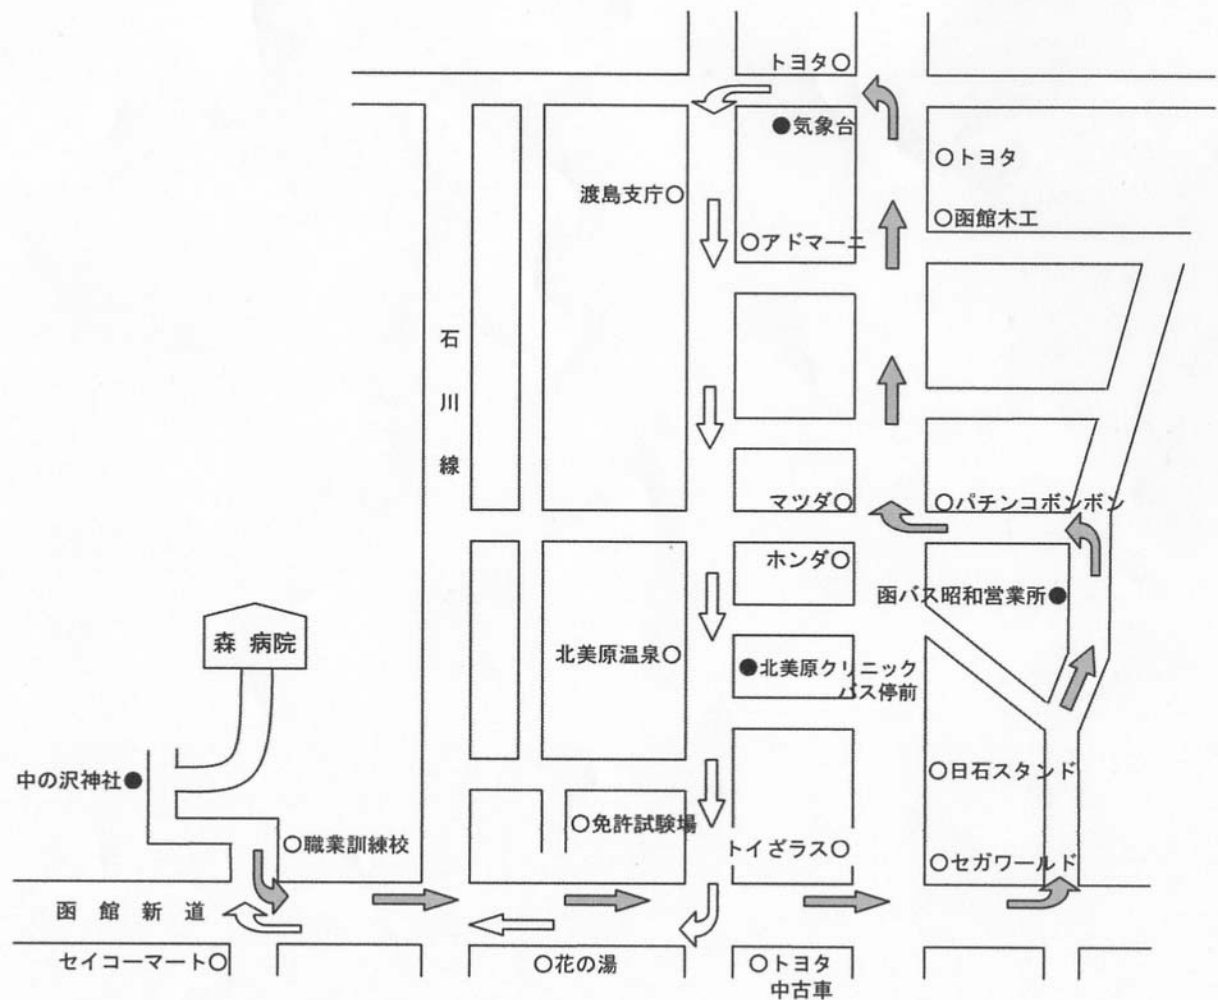 トヨタ
気象台
トヨタ
渡島支庁
函館木工
アドマーニ
石川線
マツダ
パチンコボンボン
ホンダ
函バス昭和営業所
森 病院
北美原温泉
北美原クリニック
バス停前
中の沢神社
日石スタンド
免許試験場
職業訓練校
トイざラス
セガワールド
函館新道
セイコーマート
花の湯
トヨタ
中古車